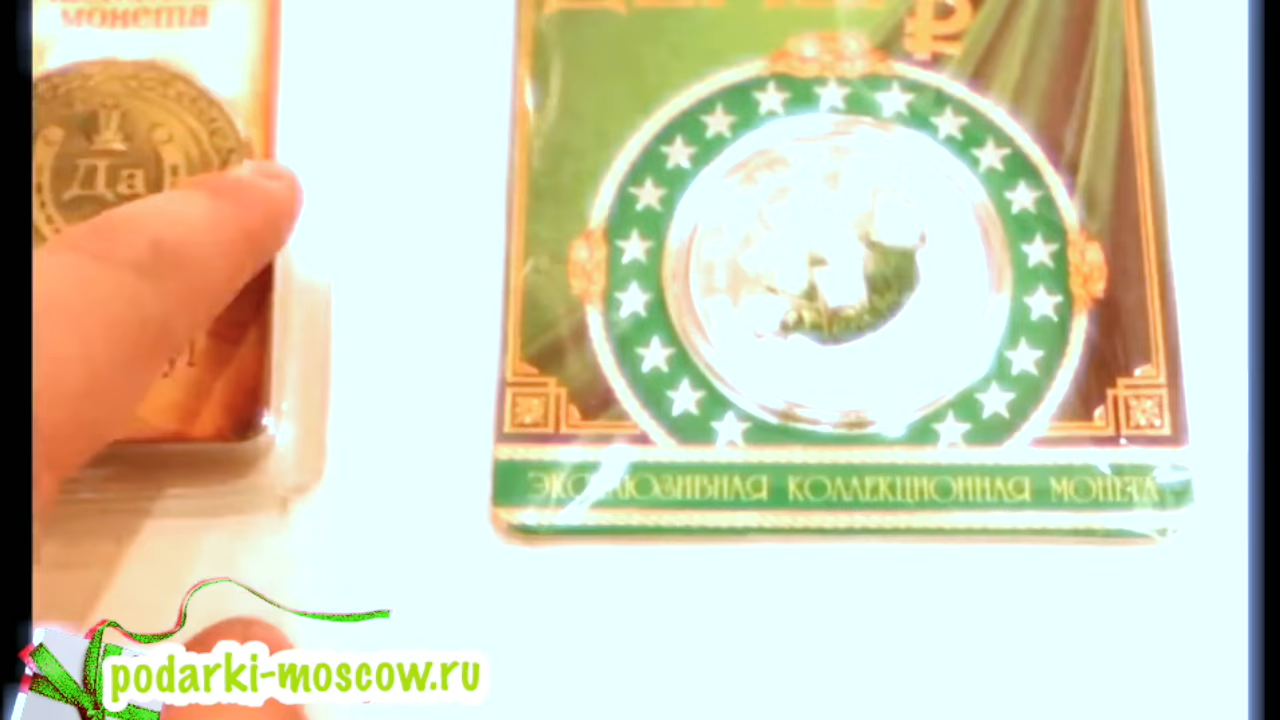 монета
Да
₽
ЭКСКЛЮЗИВНАЯ КОЛЛЕКЦИОННАЯ МОНЕТА
podarki-moscow.ru